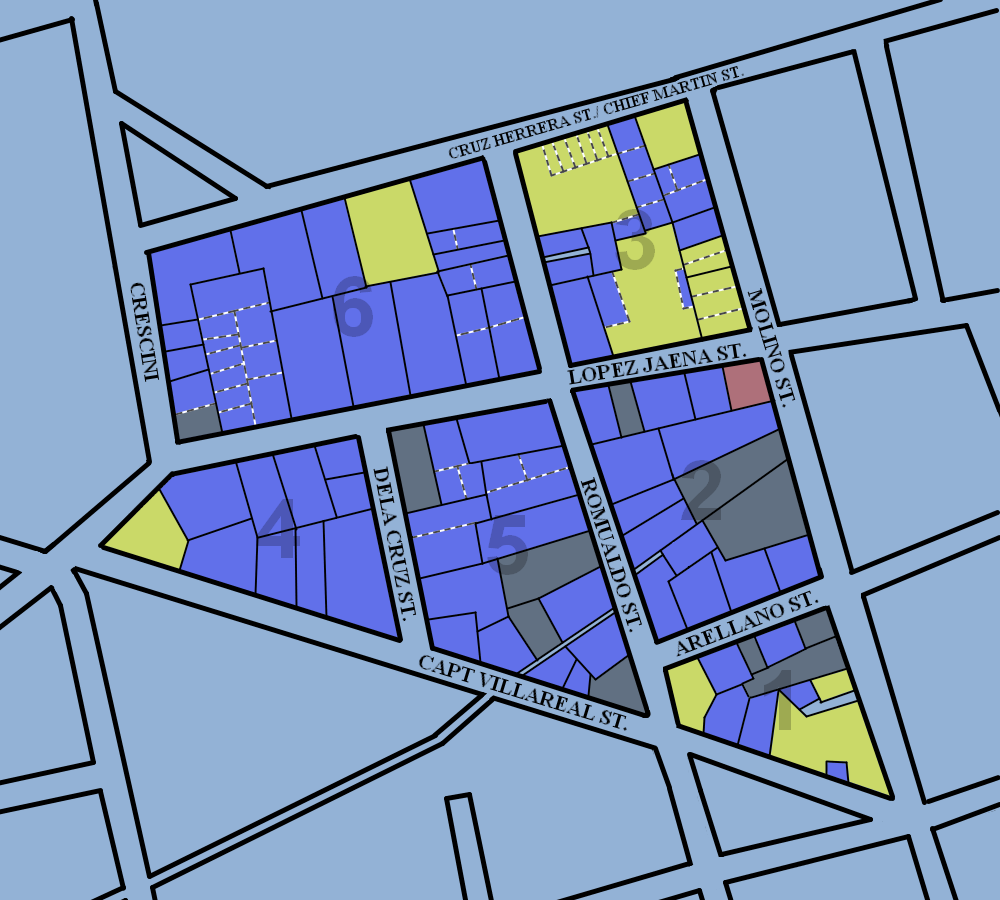 CRUZ HERRERA ST./ CHIEF MARTIN ST.
3
6
CRESCINI
MOLINO ST.
LOPEZ JAENA ST.
2
4
5
DELA CRUZ ST.
ROMUALDO ST.
ARELLANO ST.
CAPT VILLAREAL ST.
1